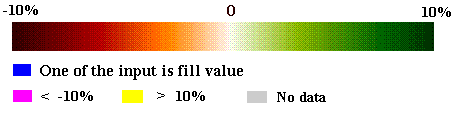 -10% 0 10%
One of the input is fill value
< -10% > 10% No data